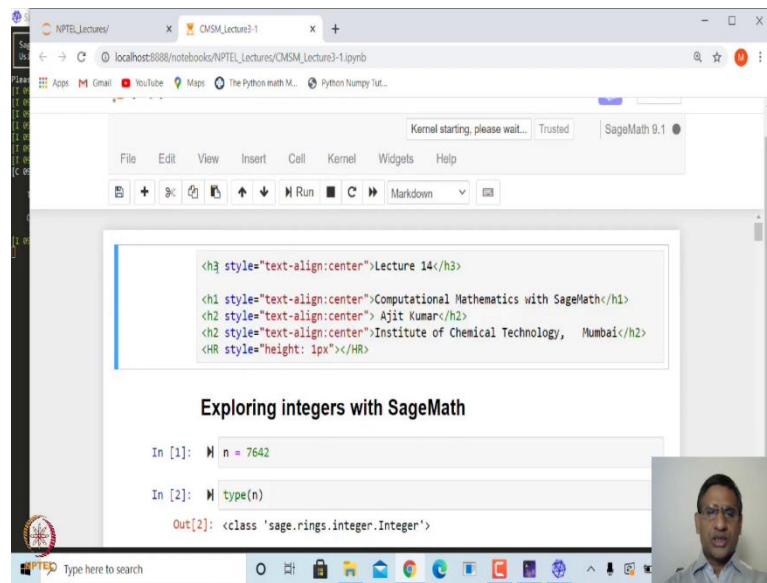 NPTEL_Lectures/
CMSM_Lecture3-1
localhost:8888/notebooks/NPTEL_Lectures/CMSM_Lecture3-1.ipynb
Apps Gmail YouTube Maps The Python math M... Python Numpy Tut...
Kernel starting, please wait... Trusted SageMath 9.1
File Edit View Insert Cell Kernel Widgets Help
Run Markdown
<h3 style="text-align:center">Lecture 14</h3>
<h1 style="text-align:center">Computational Mathematics with SageMath</h1>
<h2 style="text-align:center"> Ajit Kumar</h2>
<h2 style="text-align:center">Institute of Chemical Technology, Mumbai</h2>
<HR style="height: 1px"></HR>
Exploring integers with SageMath
In [1]: n = 7642
In [2]: type(n)
Out[2]: <class 'sage.rings.integer.Integer'>
NPTEL
Type here to search